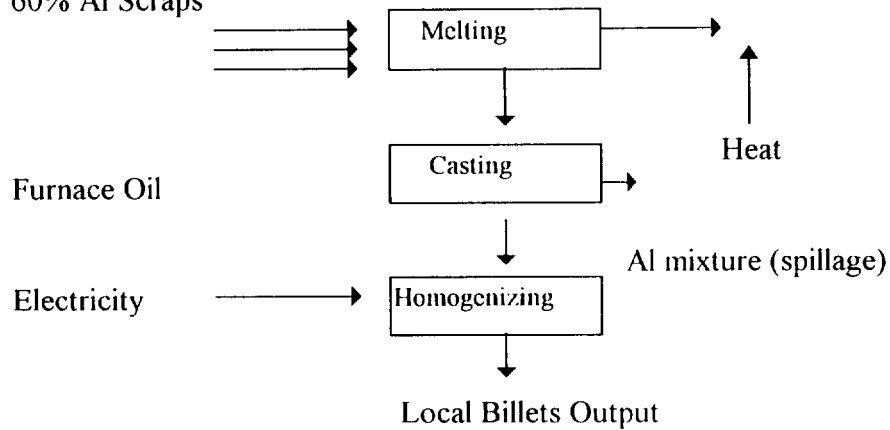 60% Al Scraps
Melting
Heat
Casting
Furnace Oil
Al mixture (spillage)
Electricity
Homogenizing
Local Billets Output